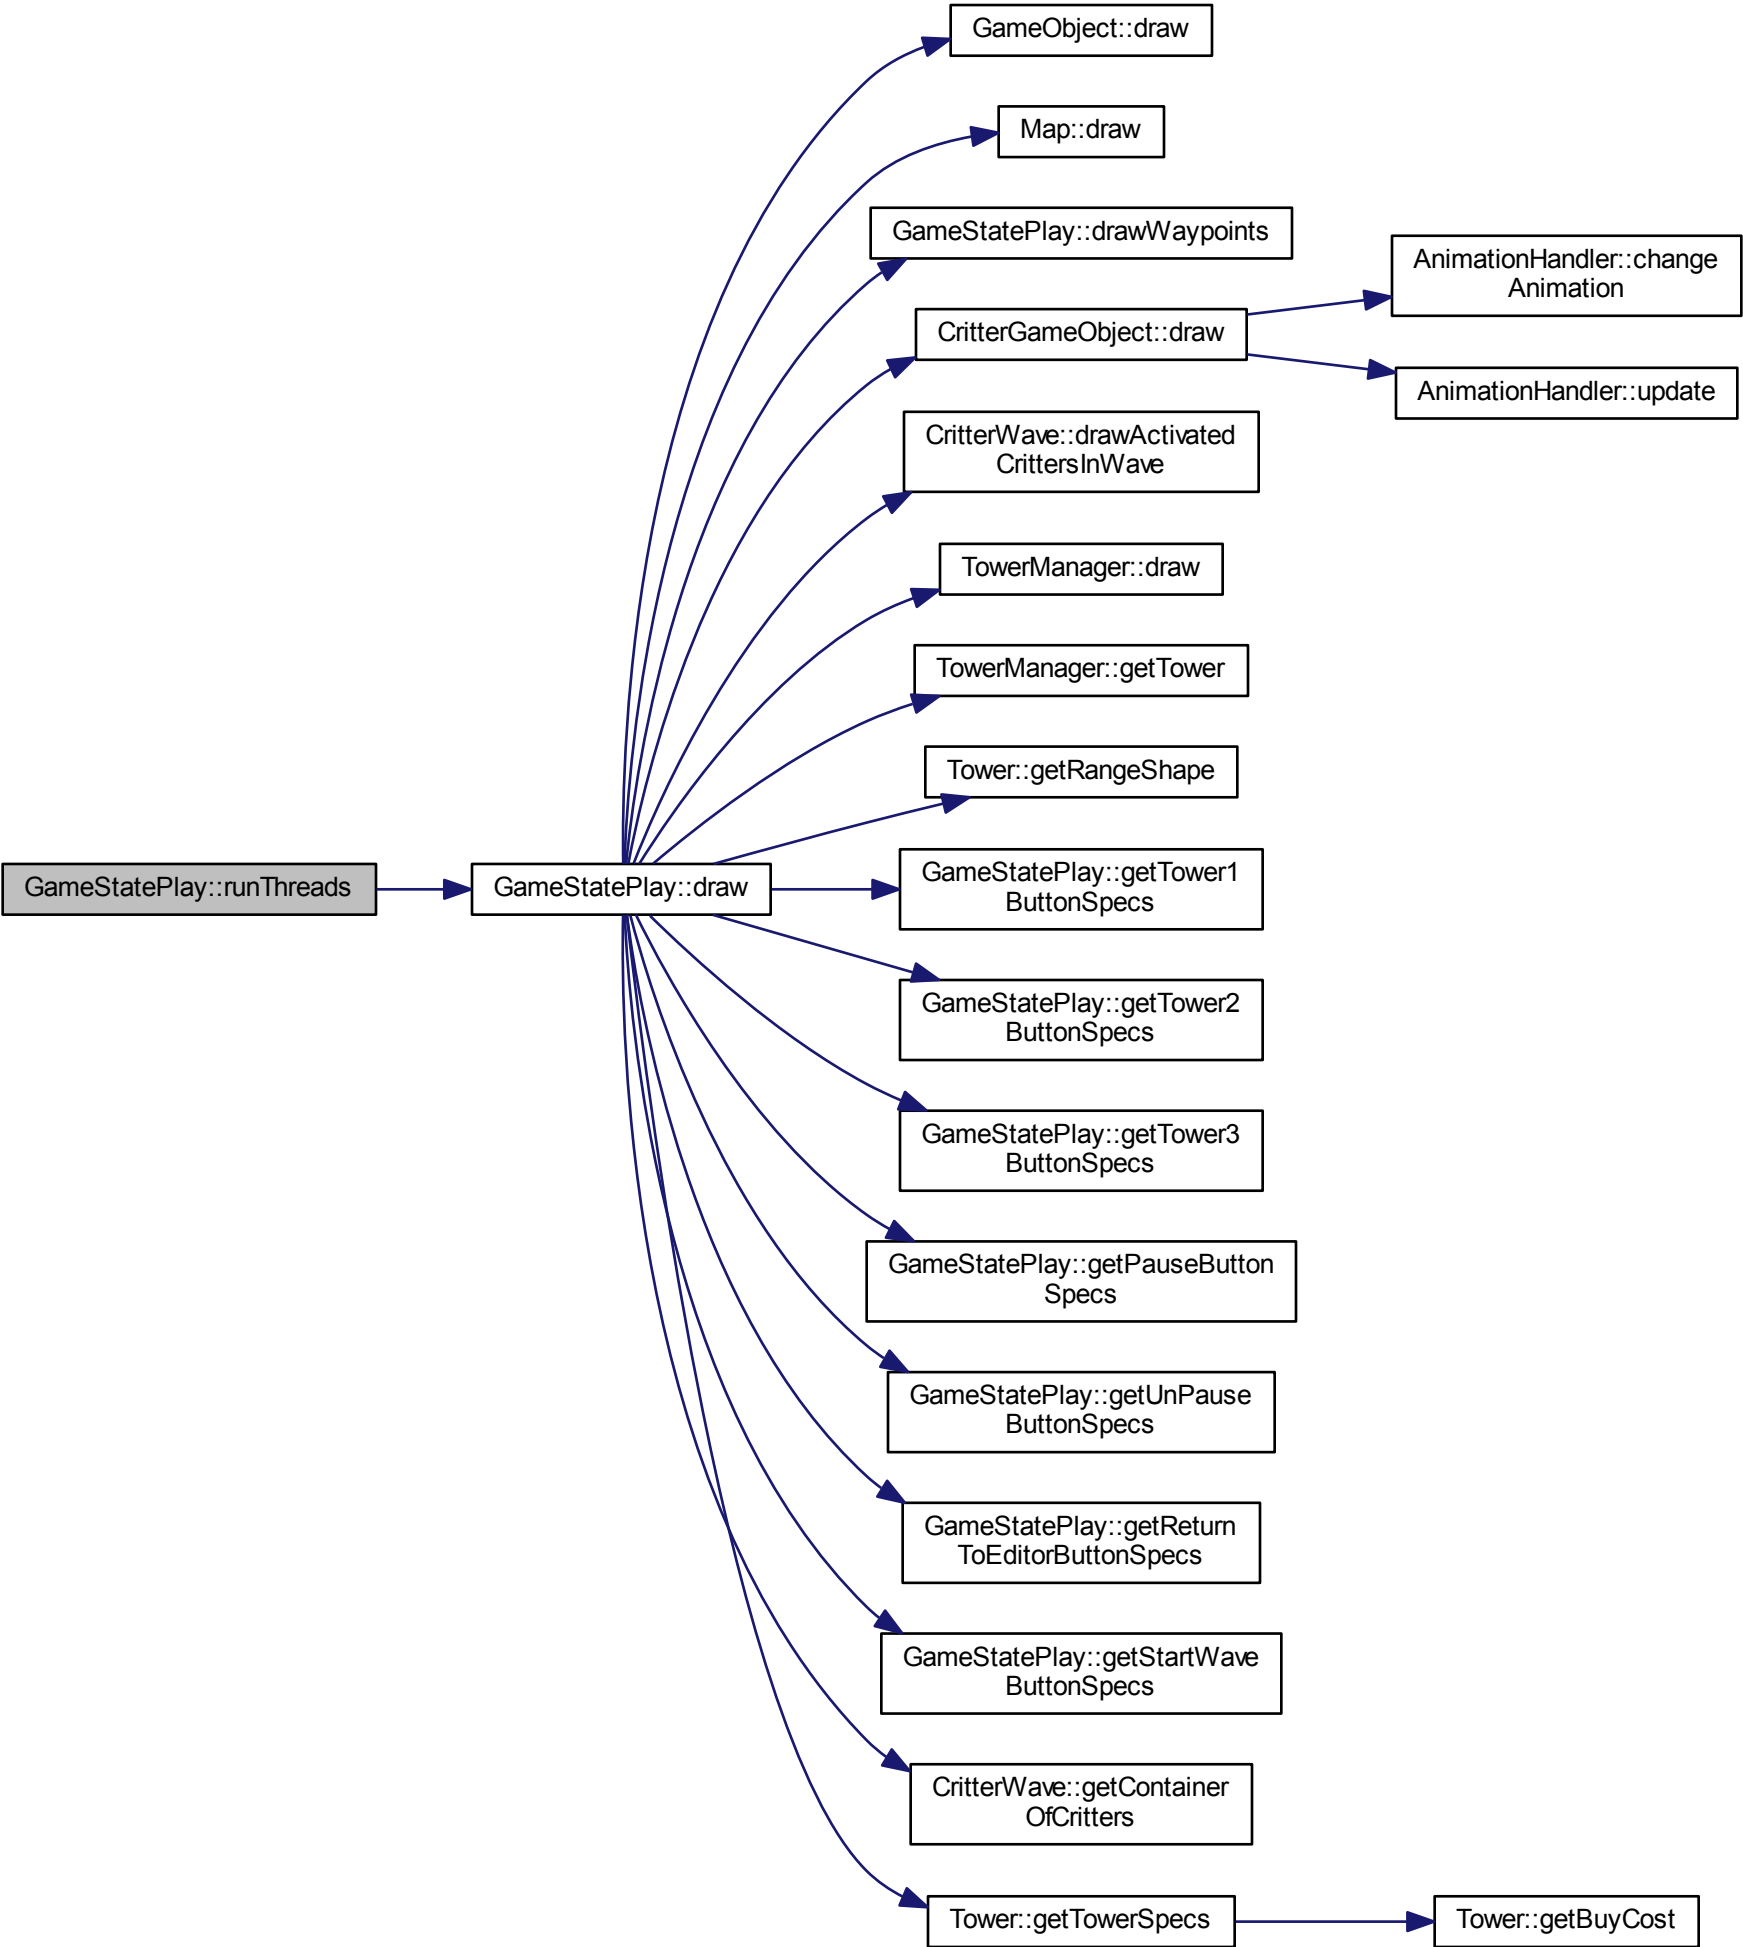 GameObject::draw
Map::draw
GameStatePlay::drawWaypoints
AnimationHandler::change
Animation
CritterGameObject::draw
AnimationHandler::update
CritterWave::drawActivated
CrittersInWave
TowerManager::draw
TowerManager::getTower
Tower::getRangeShape
GameStatePlay::runThreads
GameStatePlay::draw
GameStatePlay::getTower1
ButtonSpecs
GameStatePlay::getTower2
ButtonSpecs
GameStatePlay::getTower3
ButtonSpecs
GameStatePlay::getPauseButton
Specs
GameStatePlay::getUnPause
ButtonSpecs
GameStatePlay::getReturn
ToEditorButtonSpecs
GameStatePlay::getStartWave
ButtonSpecs
CritterWave::getContainer
OfCritters
Tower::getTowerSpecs
Tower::getBuyCost